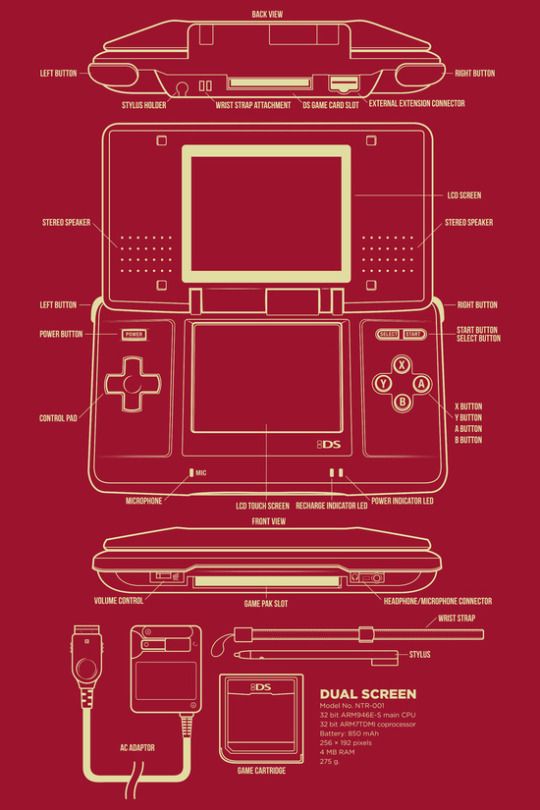 BACK VIEW
LEFT BUTTON
RIGHT BUTTON
STYLUS HOLDER
WRIST STRAP ATTACHMENT
DS GAME CARD SLOT
EXTERNAL EXTENSION CONNECTOR
LCD SCREEN
STEREO SPEAKER
STEREO SPEAKER
LEFT BUTTON
RIGHT BUTTON
POWER BUTTON
POWER
SELECT
START
START BUTTON
SELECT BUTTON
X
Y
A
B
CONTROL PAD
X BUTTON
Y BUTTON
A BUTTON
B BUTTON
DS
MIC
MICROPHONE
LCD TOUCH SCREEN
RECHARGE INDICATOR LED
POWER INDICATOR LED
FRONT VIEW
VOLUME CONTROL
GAME PAK SLOT
HEADPHONE/MICROPHONE CONNECTOR
WRIST STRAP
STYLUS
DS
AC ADAPTOR
GAME CARTRIDGE
DUAL SCREEN
Model No. NTR-001
32 bit ARM946E-S main CPU
32 bit ARM7TDMI coprocessor
Battery: 850 mAh
256 × 192 pixels
4 MB RAM
275 g.